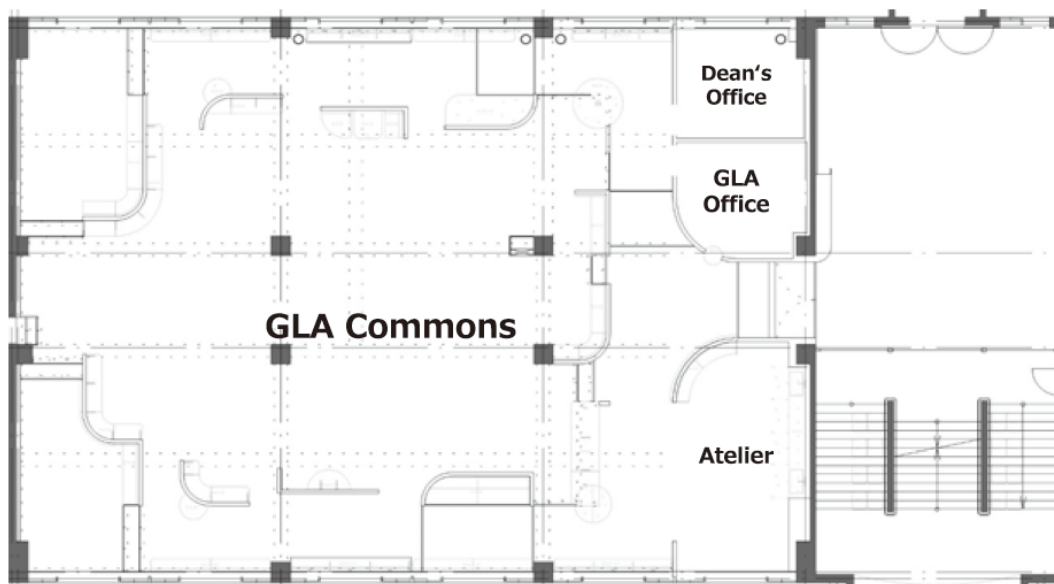 Dean‘s
Office
GLA
Office
GLA Commons
Atelier